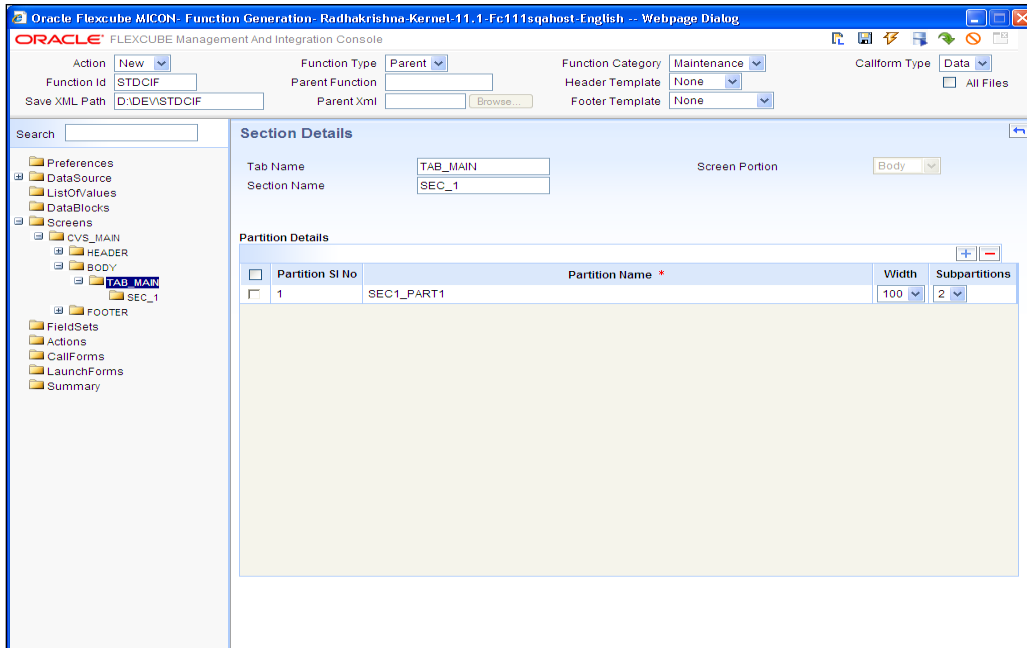 Oracle Flexcube MICON- Function Generation- Radhakrishna-Kernel-11.1-Fc111sqahost-English -- Webpage Dialog
ORACLE FLEXCUBE Management And Integration Console
Action New Function Type Parent Function Category Maintenance Callform Type Data
Function Id STDCIF Parent Function Header Template None All Files
Save XML Path D:\DEV\STDCIF Parent Xml Browse... Footer Template None
Search
Preferences
DataSource
ListOfValues
DataBlocks
Screens
CVS_MAIN
HEADER
BODY
TAB_MAIN
SEC_1
FOOTER
FieldSets
Actions
CallForms
LaunchForms
Summary
Section Details
Tab Name TAB_MAIN Screen Portion Body
Section Name SEC_1
Partition Details
Partition Sl No Partition Name * Width Subpartitions
1 SEC1_PART1 100 2